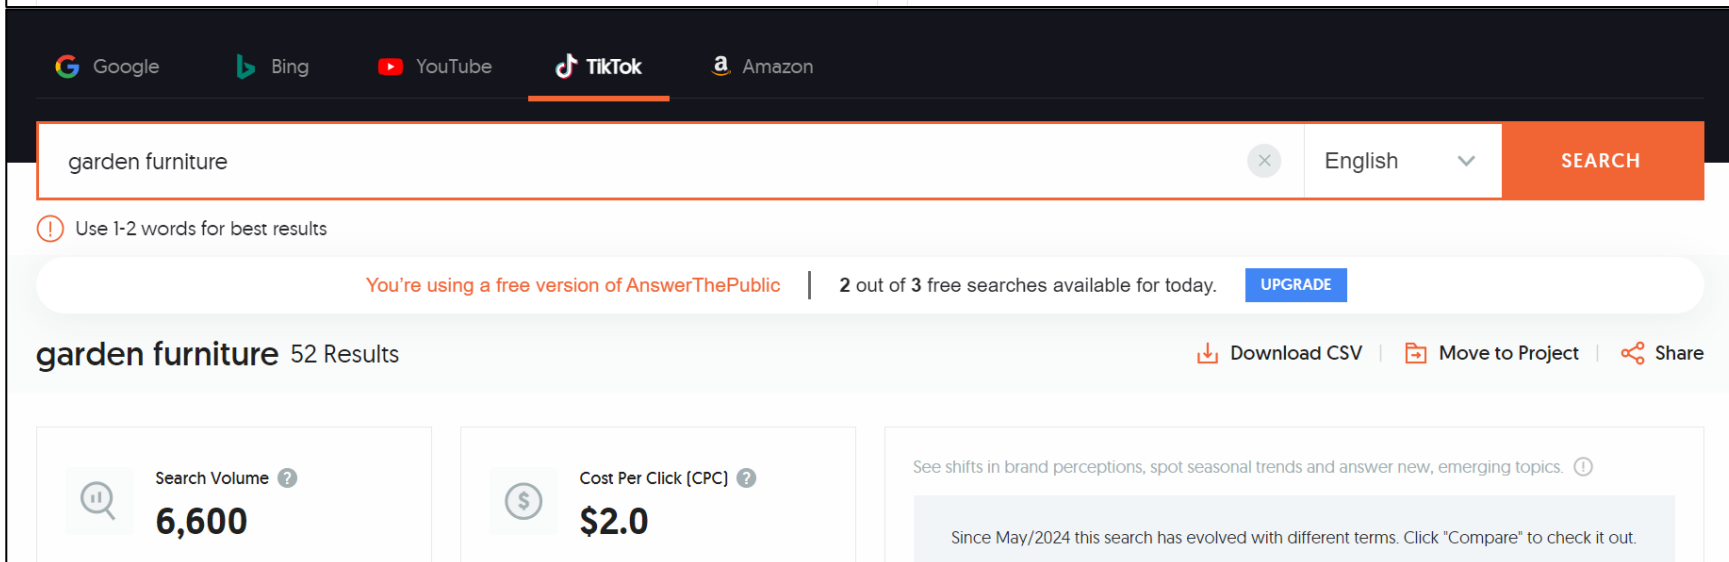 Google Bing YouTube TikTok Amazon
garden furniture English SEARCH
Use 1-2 words for best results
You're using a free version of AnswerThePublic 2 out of 3 free searches available for today. UPGRADE
garden furniture 52 Results Download CSV Move to Project Share
See shifts in brand perceptions, spot seasonal trends and answer new, emerging topics.
Search Volume Cost Per Click (CPC)
6,600 $2.0
Since May/2024 this search has evolved with different terms. Click "Compare" to check it out.